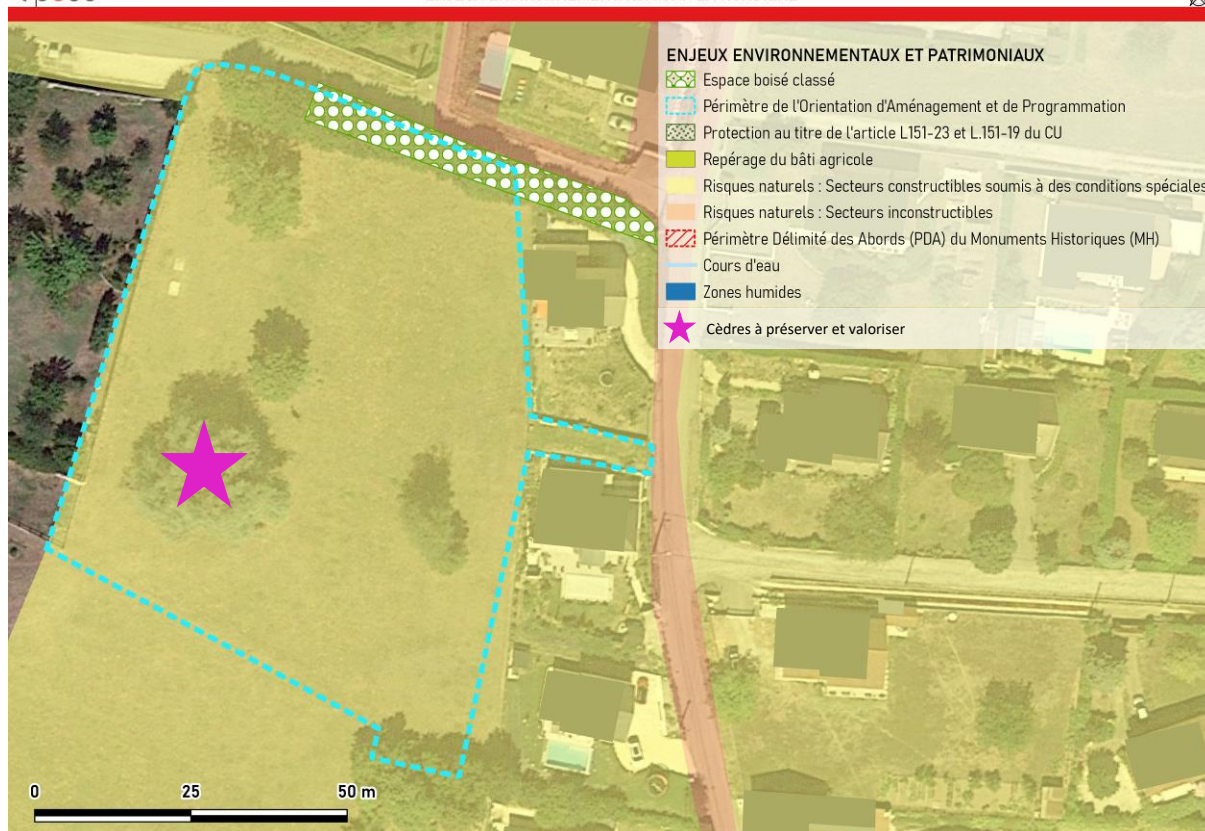 ENJEUX ENVIRONNEMENTAUX ET PATRIMONIAUX
Espace boisé classé
Périmètre de l'Orientation d'Aménagement et de Programmation
Protection au titre de l'article L151-23 et L.151-19 du CU
Repérage du bâti agricole
Risques naturels : Secteurs constructibles soumis à des conditions spéciales
Risques naturels : Secteurs inconstructibles
Périmètre Délimité des Abords (PDA) du Monuments Historiques (MH)
Cours d'eau
Zones humides
Cèdres à préserver et valoriser
0 25 50 m